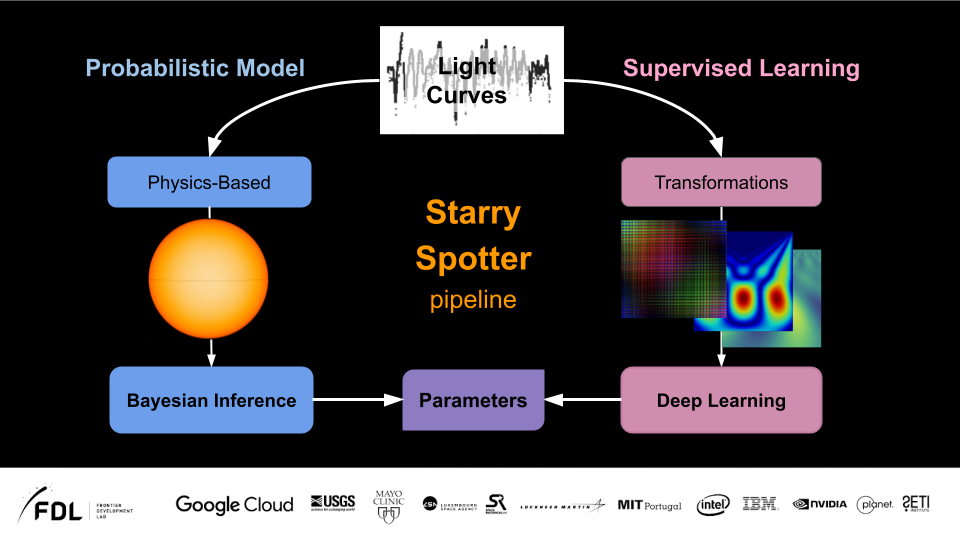 Probabilistic Model
Light
Curves
Supervised Learning
Physics-Based
Transformations
Starry
Spotter
pipeline
Bayesian Inference
Parameters
Deep Learning
FDL
FRONTIER
DEVELOPMENT
LAB
Google Cloud
USGS
science for a changing world
MAYO
CLINIC
LUXEMBOURG
SPACE AGENCY
SR
LOCKHEED MARTIN
MIT Portugal
intel
IBM
NVIDIA
planet.
SETI
INSTITUTE